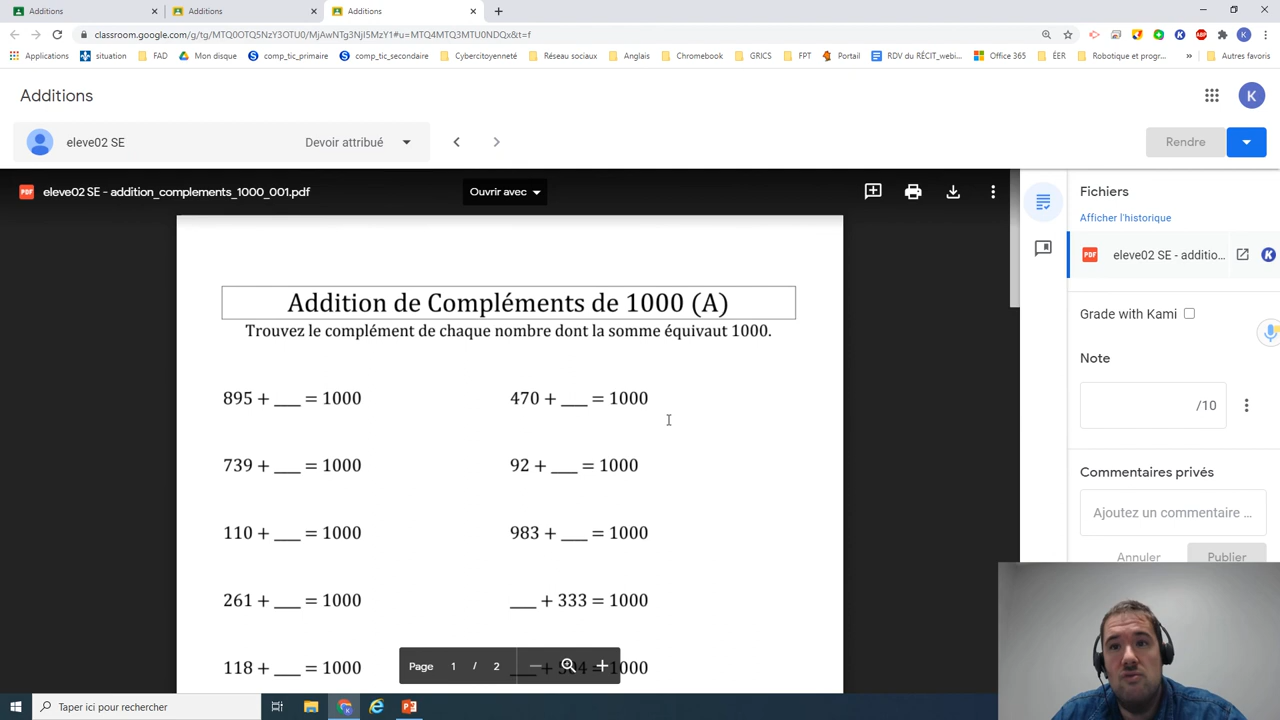 Additions
Additions
Additions
classroom.google.com/g/tg/MTQ0OTQ5NzY3OTU0/MjAwNTg3NjI5MzY1#u=MTQ4MTQ3MTU0NDQx&t=f
Applications situation FAD Mon disque comp_tic_primaire comp_tic_secondaire Cybercitoyenneté Réseau sociaux Anglais Chromebook GRICS FPT Portail RDV du RÉCIT_webi... Office 365 ÉER Robotique et progr... » Autres favoris
Additions
K
eleve02 SE Devoir attribué
Rendre
PDF eleve02 SE - addition_complements_1000_001.pdf
Ouvrir avec
Addition de Compléments de 1000 (A)
Trouvez le complément de chaque nombre dont la somme équivaut 1000.
895 + ___ = 1000 470 + ___ = 1000
739 + ___ = 1000 92 + ___ = 1000
110 + ___ = 1000 983 + ___ = 1000
261 + ___ = 1000 ___ + 333 = 1000
118 + ___ = 1000
1000
Page 1 / 2
Fichiers
Afficher l'historique
PDF eleve02 SE - additio...
Grade with Kami
Note
/10
Commentaires privés
Ajoutez un commentaire ...
Annuler Publier
Taper ici pour rechercher